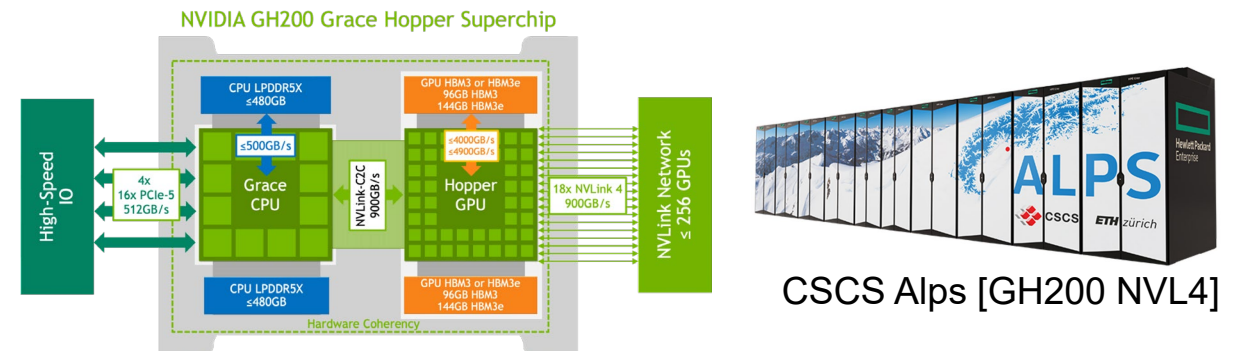 NVIDIA GH200 Grace Hopper Superchip
High-Speed
IO
4x
16x PCIe-5
512GB/s
CPU LPDDR5X
≤480GB
≤500GB/s
Grace
CPU
CPU LPDDR5X
≤480GB
NVLink-C2C
900GB/s
GPU HBM3 or HBM3e
96GB HBM3
144GB HBM3e
≤4000GB/s
≤4900GB/s
Hopper
GPU
GPU HBM3 or HBM3e
96GB HBM3
144GB HBM3e
Hardware Coherency
18x NVLink 4
900GB/s
NVLink Network
≤ 256 GPUs
ALPS
CSCS
ETH zürich
Hewlett Packard
Enterprise
CSCS Alps [GH200 NVL4]